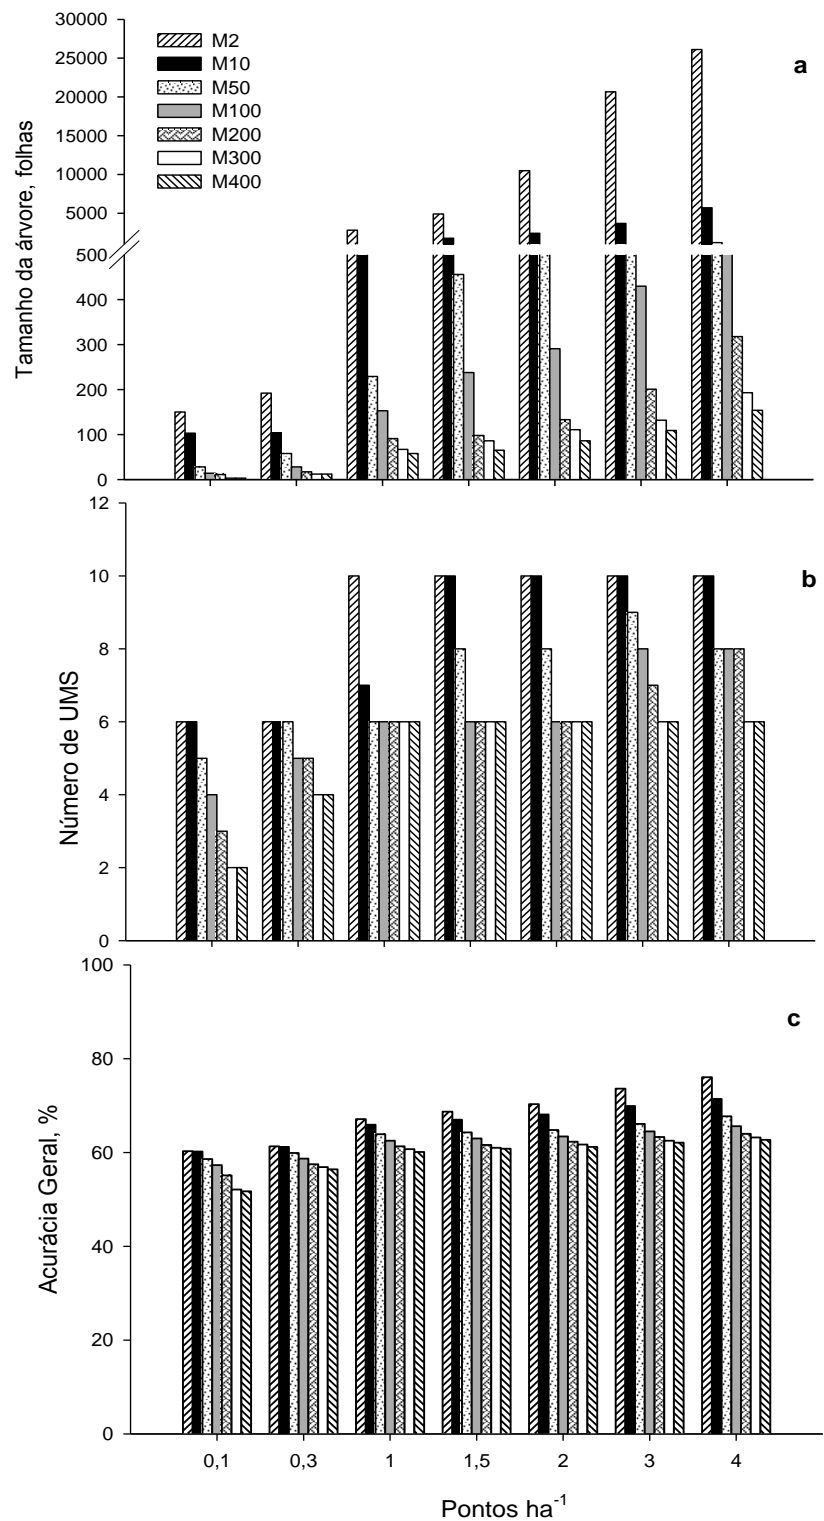 30000
25000
20000
15000
10000
5000
500
400
300
200
100
0
Tamanho da árvore, folhas
M2
M10
M50
M100
M200
M300
M400
a
12
10
8
6
4
2
0
Número de UMS
b
100
80
60
40
20
0
Acurácia Geral, %
c
0,1 0,3 1 1,5 2 3 4
Pontos ha⁻¹